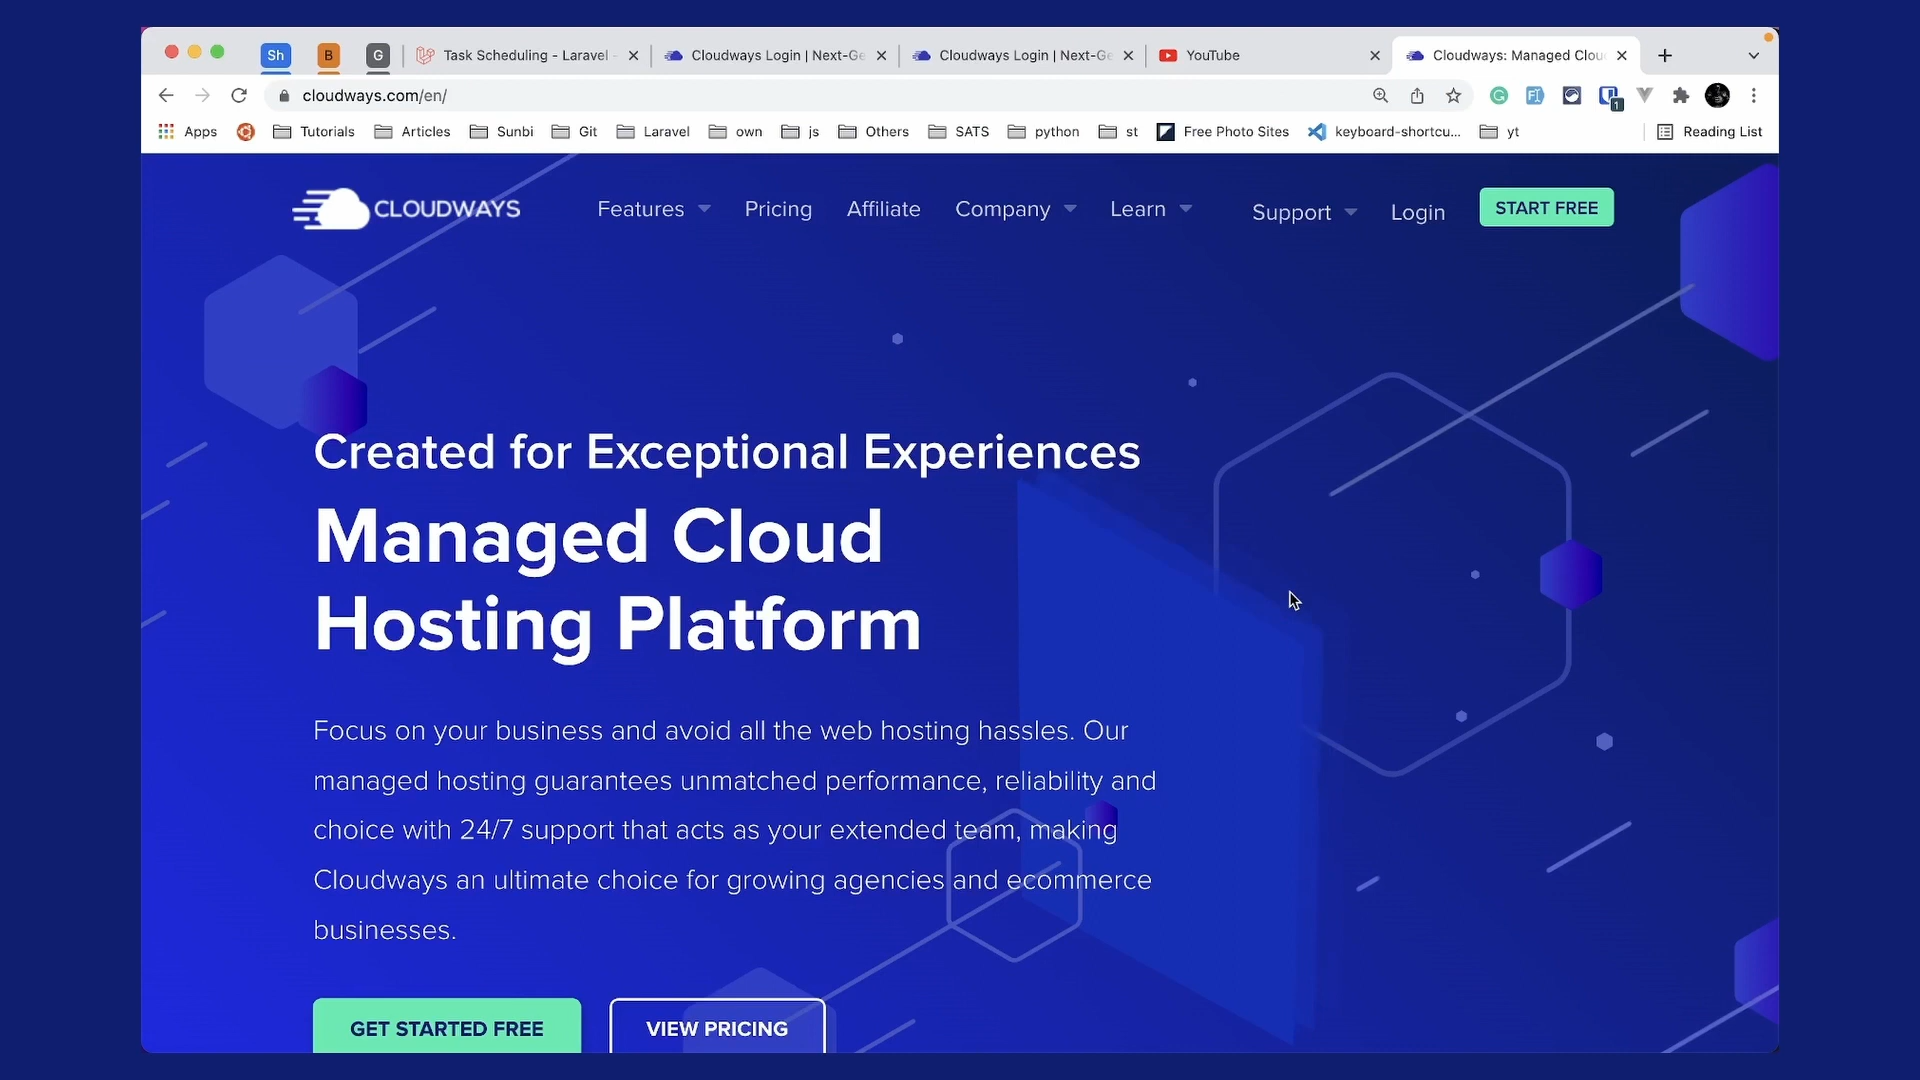 Sh
B
G
Task Scheduling - Laravel -
Cloudways Login | Next-Ge
Cloudways Login | Next-Ge
YouTube
Cloudways: Managed Clou
cloudways.com/en/
1
Apps
Tutorials
Articles
Sunbi
Git
Laravel
own
js
Others
SATS
python
st
Free Photo Sites
keyboard-shortcu...
yt
Reading List
CLOUDWAYS
Features
Pricing
Affiliate
Company
Learn
Support
Login
START FREE
Created for Exceptional Experiences
Managed Cloud
Hosting Platform
Focus on your business and avoid all the web hosting hassles. Our
managed hosting guarantees unmatched performance, reliability and
choice with 24/7 support that acts as your extended team, making
Cloudways an ultimate choice for growing agencies and ecommerce
businesses.
GET STARTED FREE
VIEW PRICING